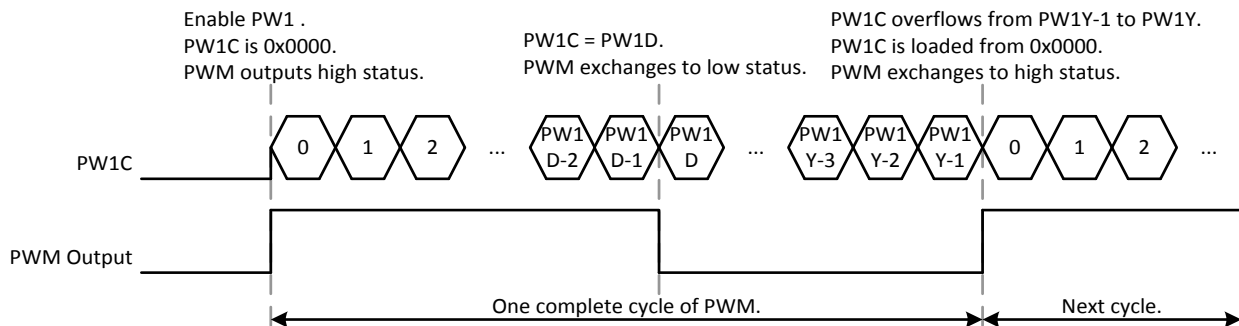 Enable PW1 .
PW1C is 0x0000.
PWM outputs high status.
PW1C = PW1D.
PWM exchanges to low status.
PW1C overflows from PW1Y-1 to PW1Y.
PW1C is loaded from 0x0000.
PWM exchanges to high status.
PW1C
0
1
2
...
PW1
D-2
PW1
D-1
PW1
D
...
PW1
Y-3
PW1
Y-2
PW1
Y-1
0
1
2
...
PWM Output
One complete cycle of PWM.
Next cycle.